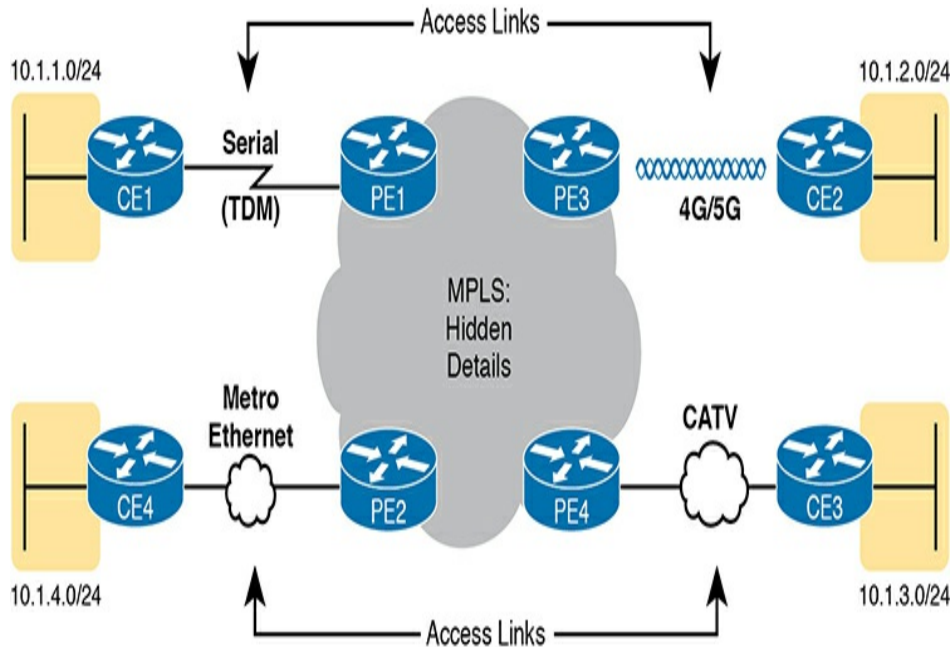 Access Links
10.1.1.0/24
10.1.2.0/24
Serial
(TDM)
CE1
PE1
PE3
4G/5G
CE2
MPLS:
Hidden
Details
Metro
Ethernet
CATV
CE4
PE2
PE4
CE3
10.1.4.0/24
10.1.3.0/24
Access Links